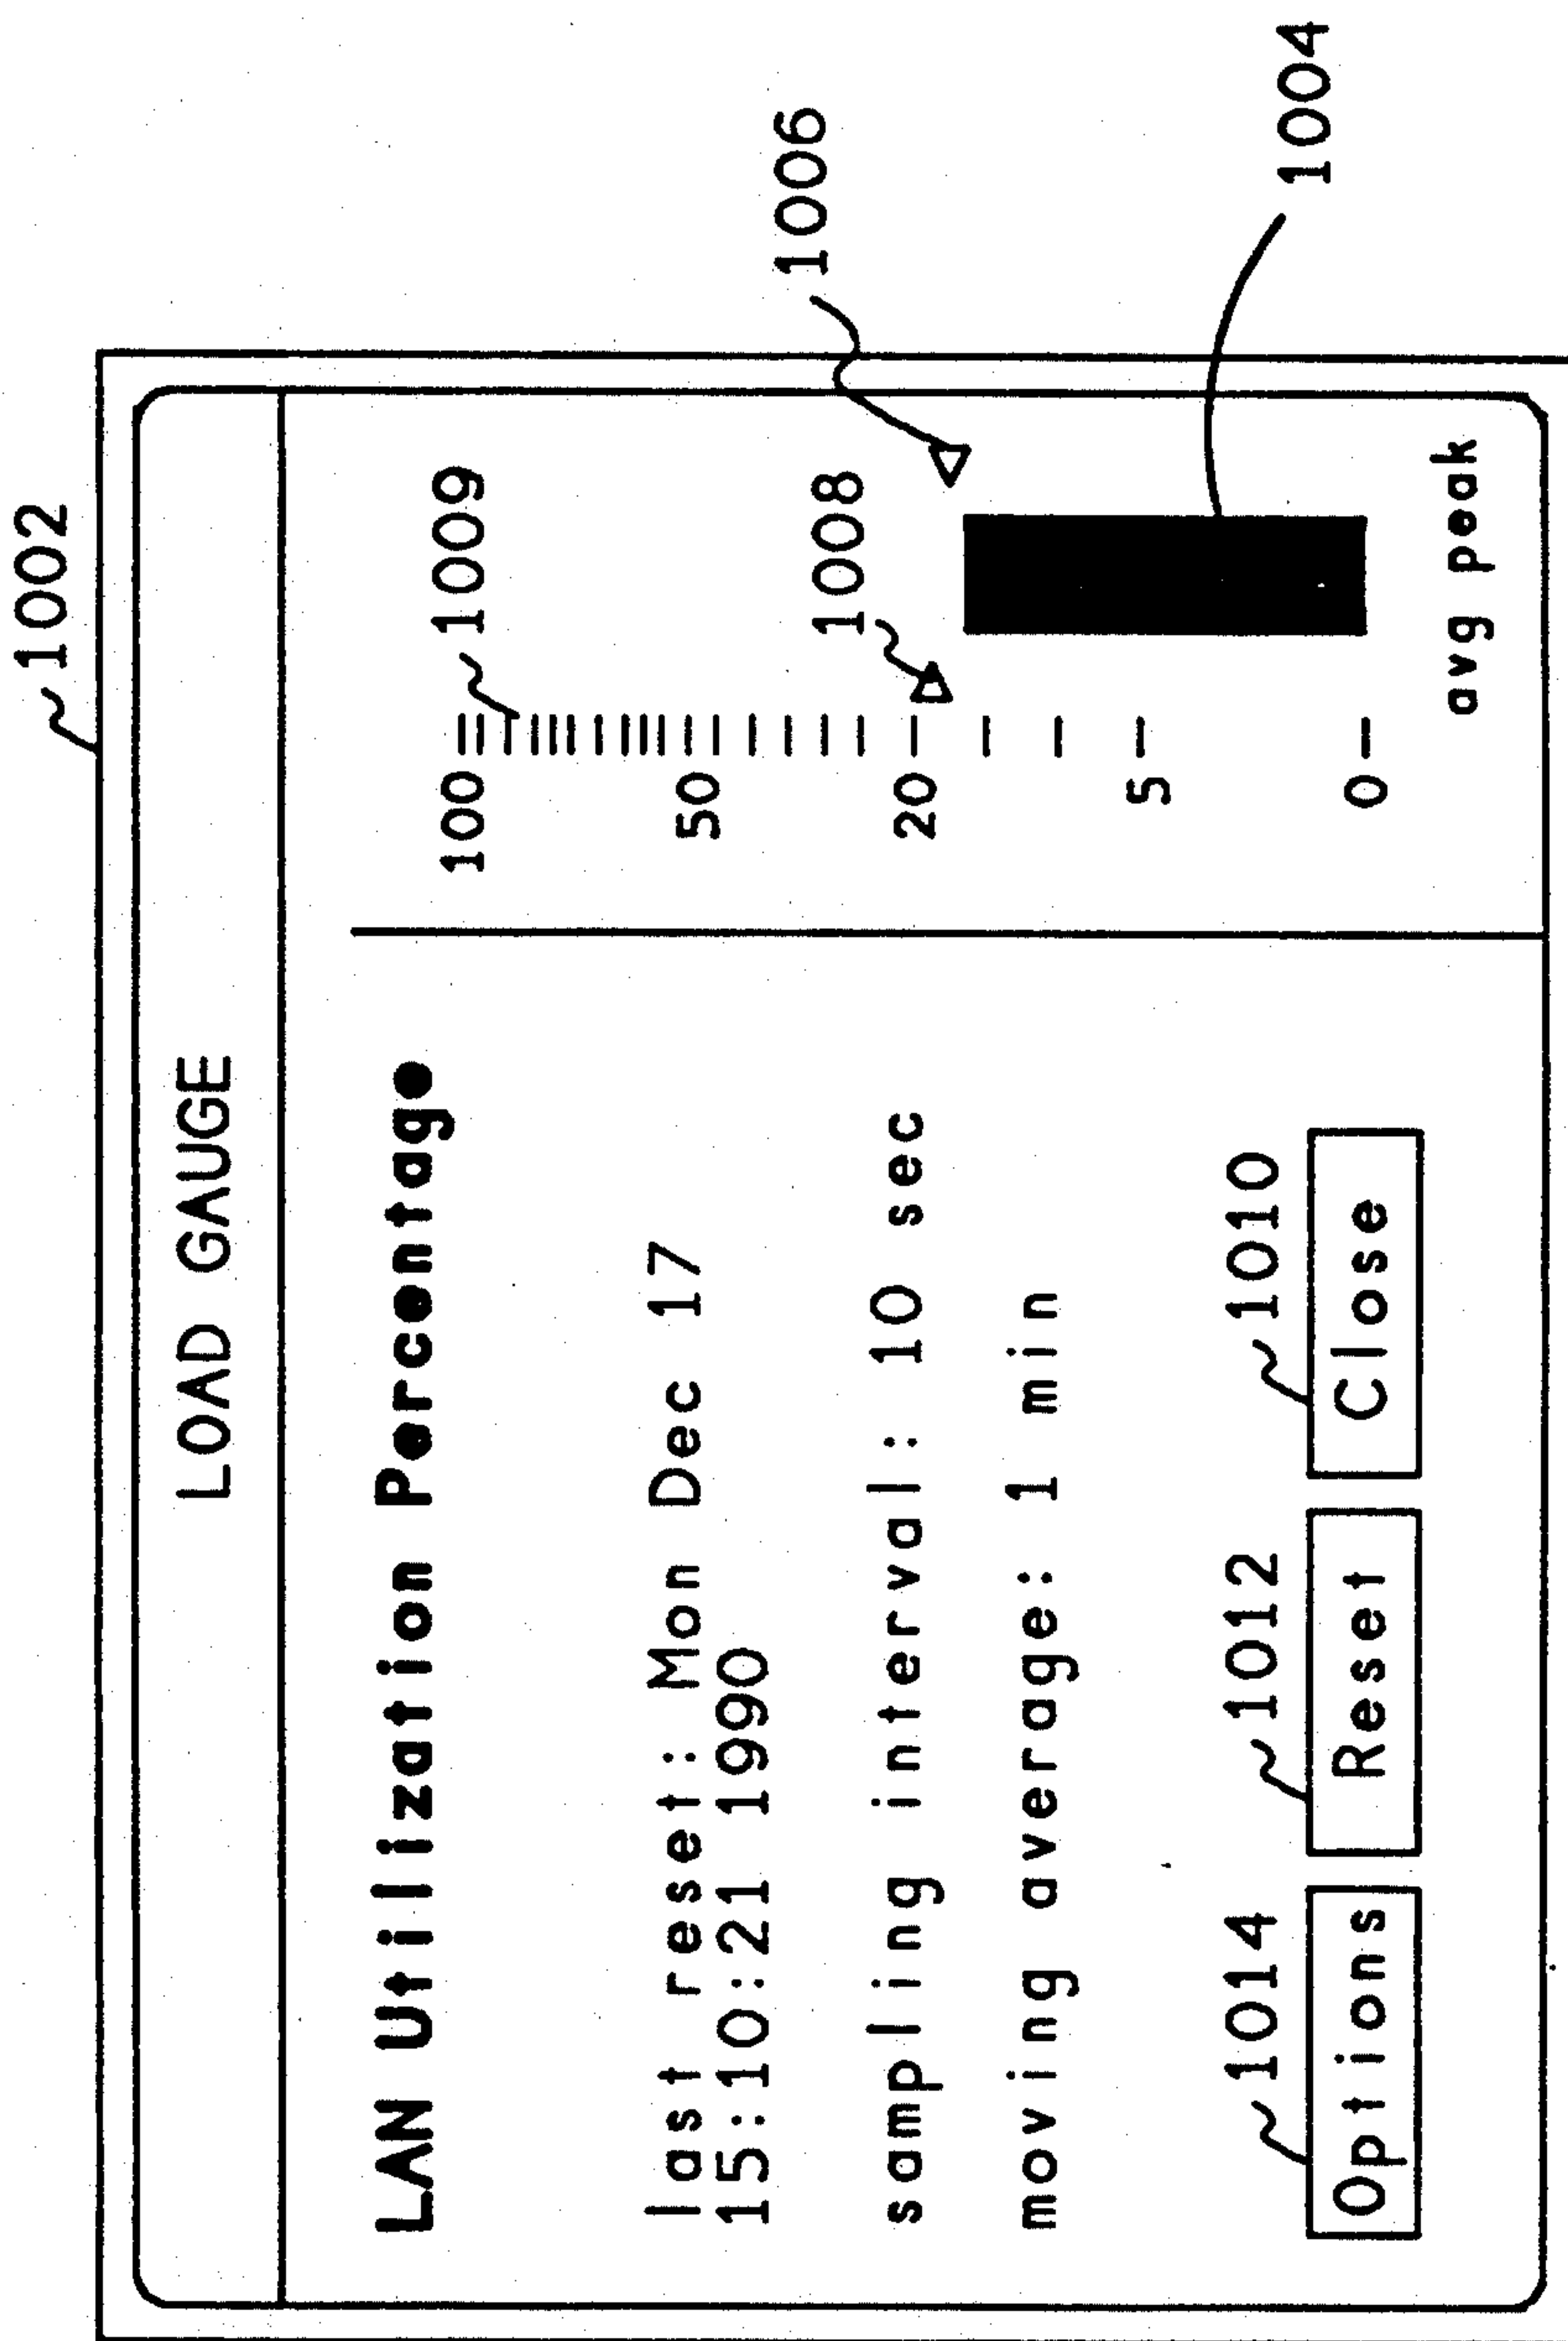 1002
LOAD GAUGE
LAN Utilization Percentage
last reset: Mon Dec 17
15:10:21 1990
sampling interval: 10 sec
moving average: 1 min
1014
1012
1010
Options
Reset
Close
100
1009
50
1008
20
5
0
avg peak
1006
1004